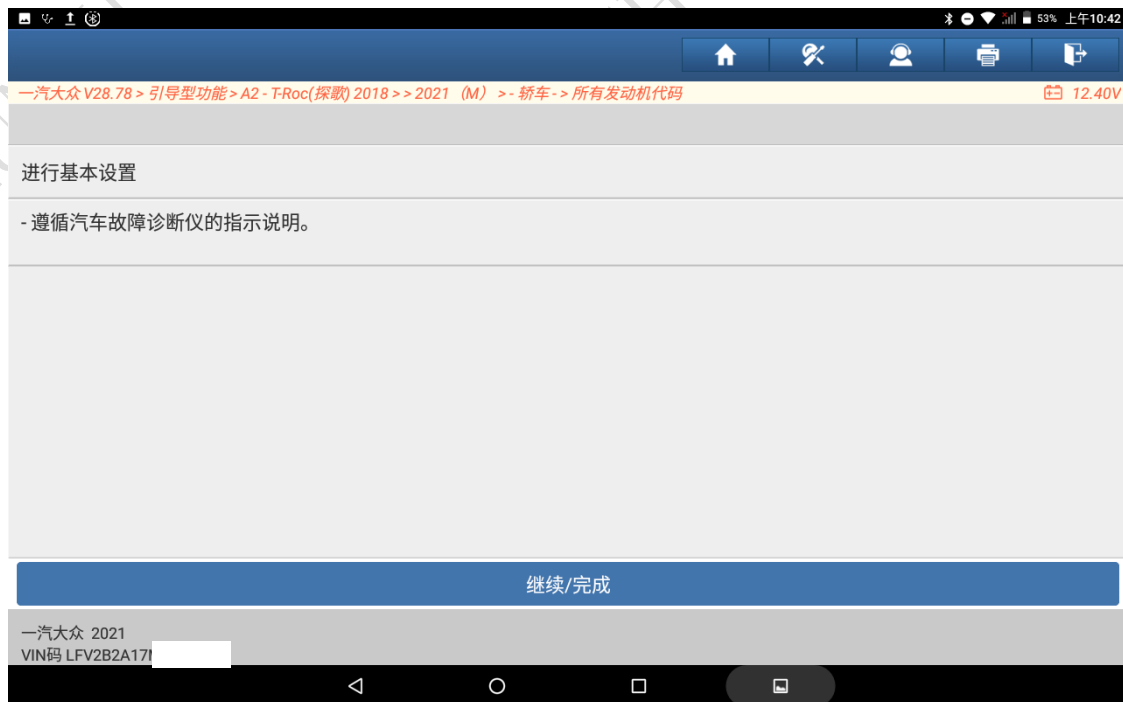 53% 上午10:42
一汽大众 V28.78 > 引导型功能 > A2 - T-Roc(探歌) 2018 > > 2021 (M) > - 轿车 - > 所有发动机代码 12.40V
进行基本设置
- 遵循汽车故障诊断仪的指示说明。
继续/完成
一汽大众 2021
VIN码 LFV2B2A17